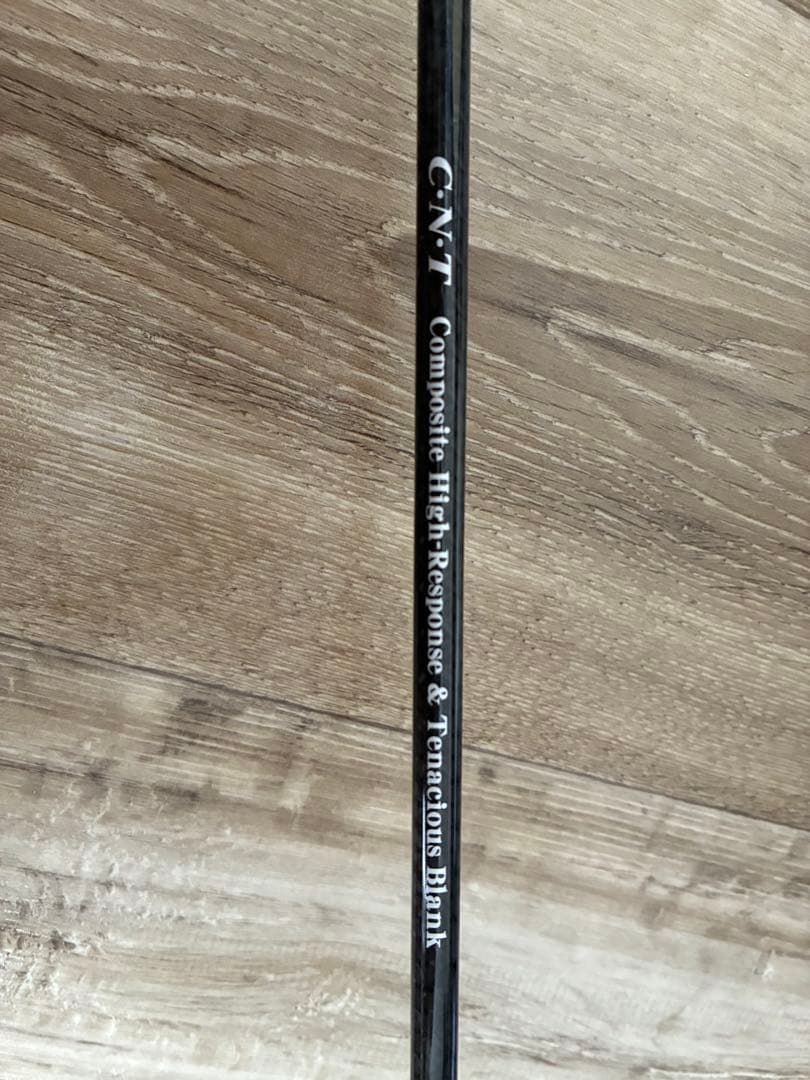 C·N·T Composite High-Response & Tenacious Blank